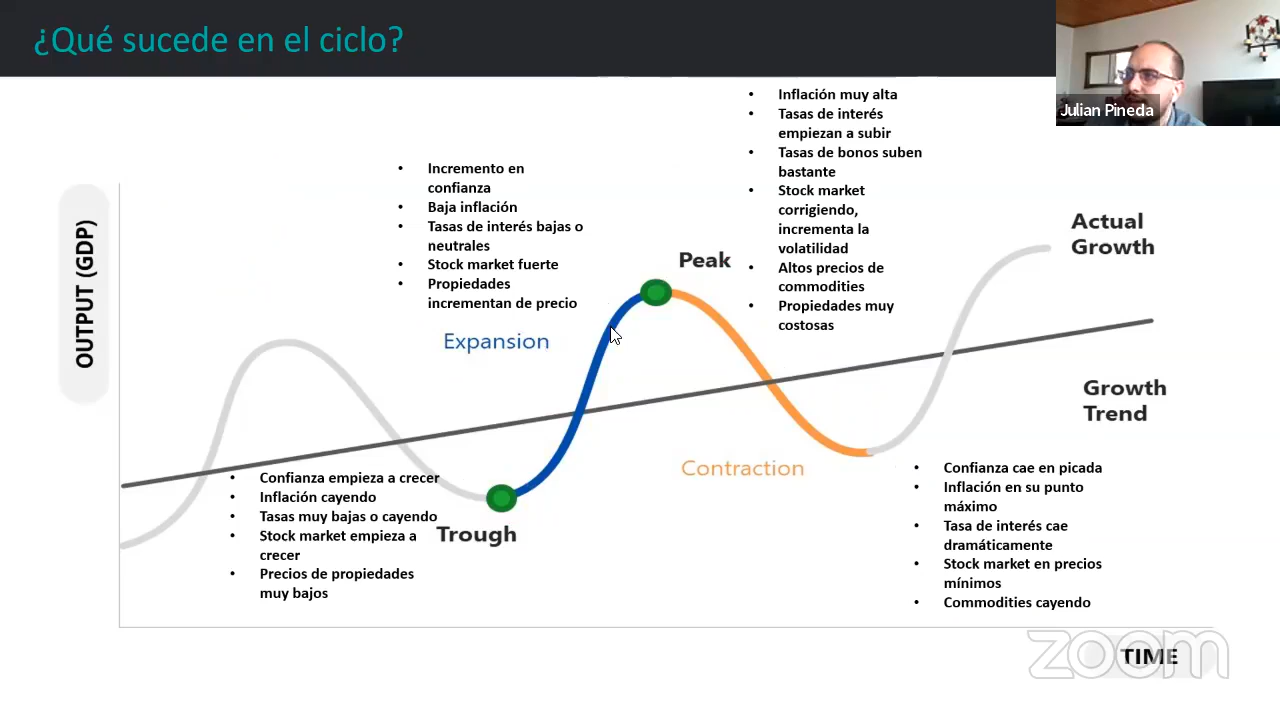 ¿Qué sucede en el ciclo?
Julian Pineda
• Inflación muy alta
• Tasas de interés
empiezan a subir
• Tasas de bonos suben
bastante
• Stock market
corrigiendo,
incrementa la
volatilidad
• Altos precios de
commodities
• Propiedades muy
costosas
• Incremento en
confianza
• Baja inflación
• Tasas de interés bajas o
neutrales
• Stock market fuerte
• Propiedades
incrementan de precio
OUTPUT (GDP)
Peak
Actual
Growth
Expansion
Growth
Trend
Contraction
• Confianza empieza a crecer
• Inflación cayendo
• Tasas muy bajas o cayendo
• Stock market empieza a
crecer
• Precios de propiedades
muy bajos
Trough
• Confianza cae en picada
• Inflación en su punto
máximo
• Tasa de interés cae
dramáticamente
• Stock market en precios
mínimos
• Commodities cayendo
TIME
zoom